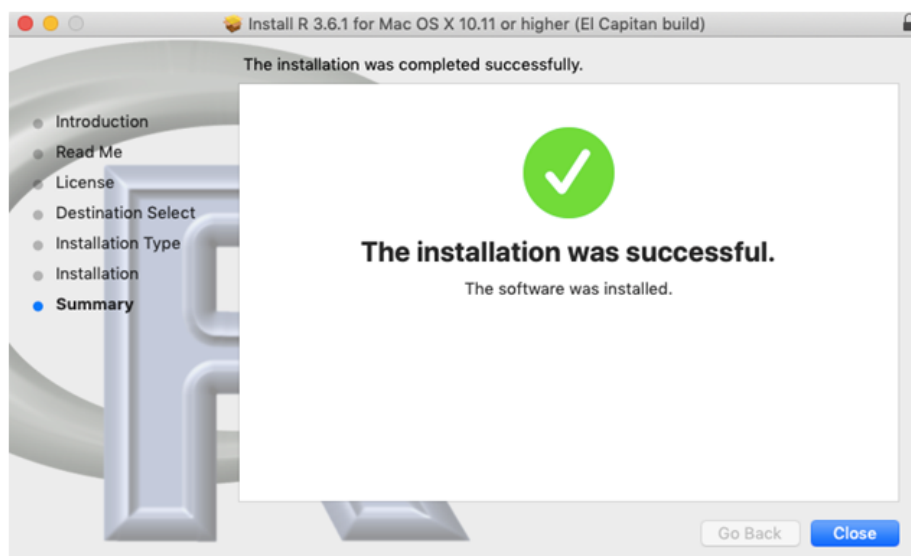 Install R 3.6.1 for Mac OS X 10.11 or higher (El Capitan build)
The installation was completed successfully.
Introduction
Read Me
License
Destination Select
Installation Type
Installation
Summary
The installation was successful.
The software was installed.
Go Back
Close